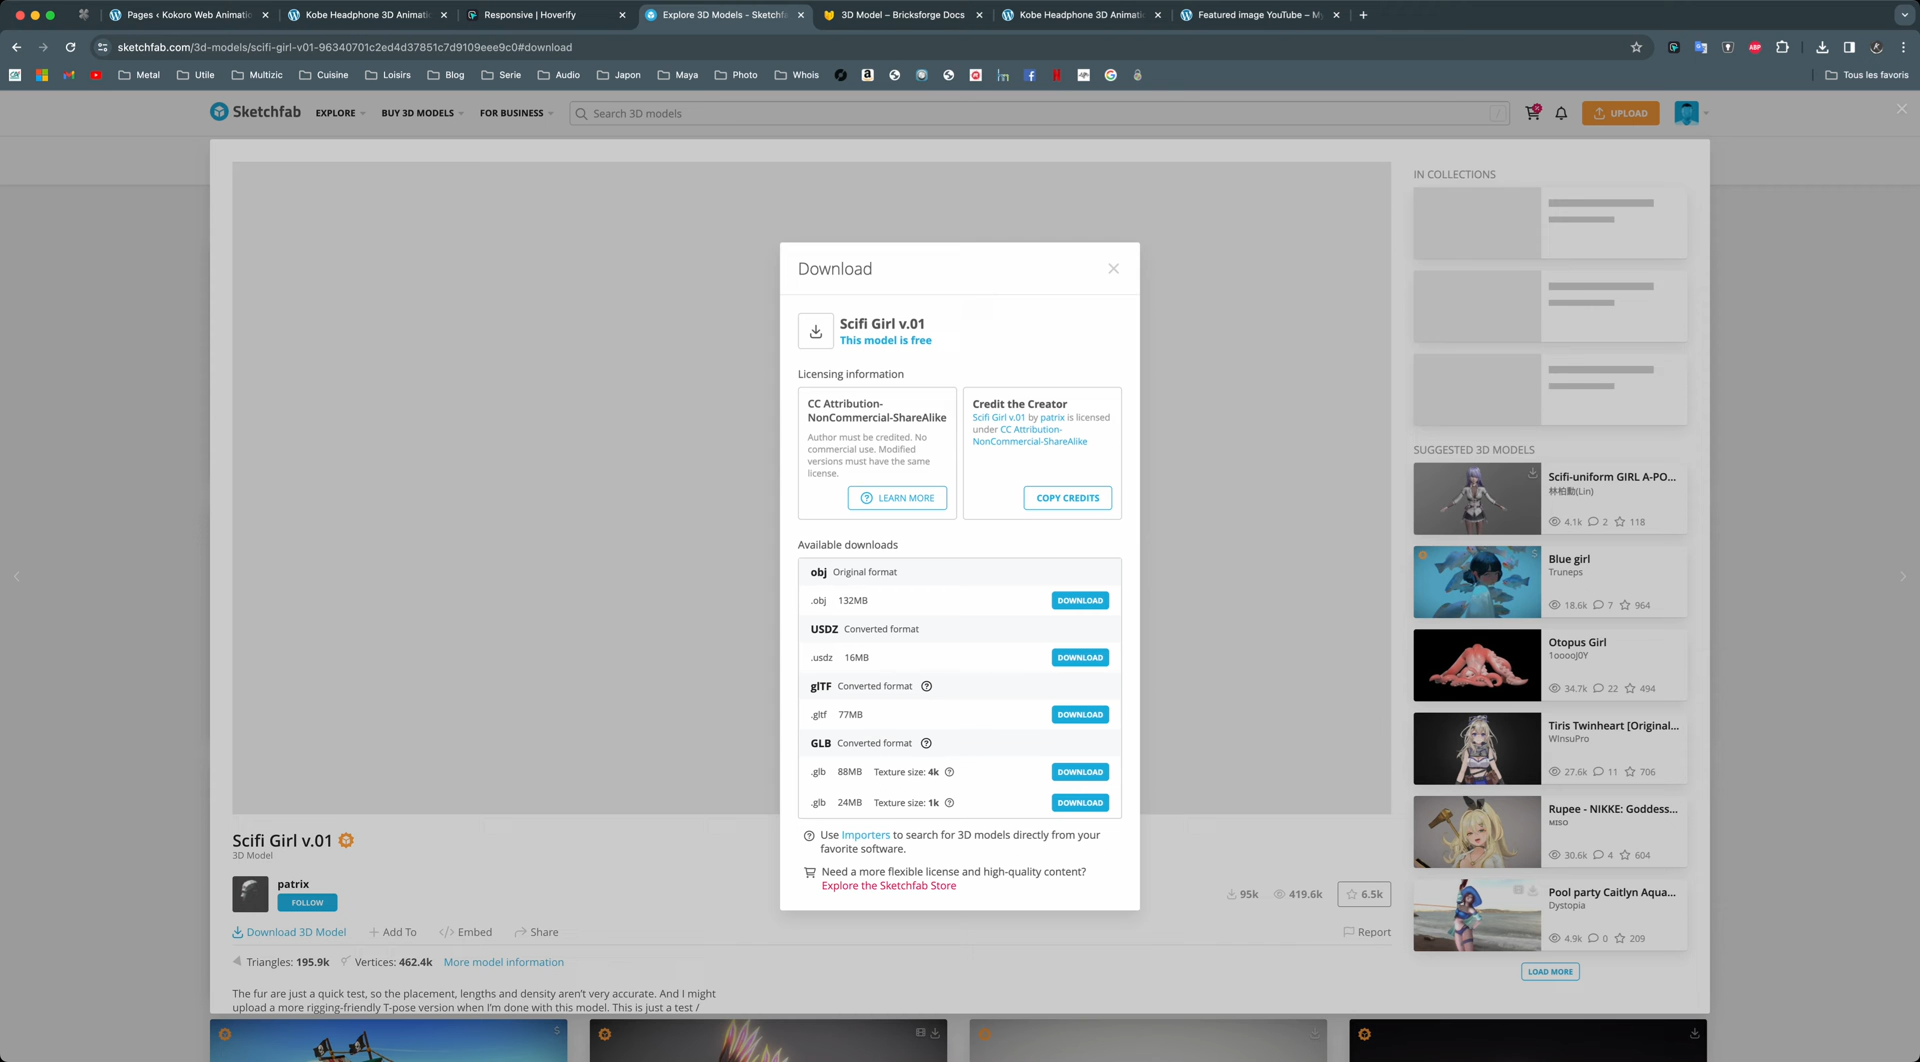 Pages ‹ Kokoro Web Animatic
Kobe Headphone 3D Animatic
Responsive | Hoverify
Explore 3D Models - Sketchfa
3D Model – Bricksforge Docs
Kobe Headphone 3D Animatic
Featured image YouTube – My
sketchfab.com/3d-models/scifi-girl-v01-96340701c2ed4d37851c7d9109eee9c0#download
Metal
Utile
Multizic
Cuisine
Loisirs
Blog
Serie
Audio
Japon
Maya
Photo
Whois
Tous les favoris
Sketchfab
EXPLORE
BUY 3D MODELS
FOR BUSINESS
Search 3D models
/
UPLOAD
Download
Scifi Girl v.01
This model is free
Licensing information
CC Attribution-
NonCommercial-ShareAlike
Author must be credited. No
commercial use. Modified
versions must have the same
license.
LEARN MORE
Credit the Creator
Scifi Girl v.01 by patrix is licensed
under CC Attribution-
NonCommercial-ShareAlike
COPY CREDITS
Available downloads
obj Original format
.obj 132MB DOWNLOAD
USDZ Converted format
.usdz 16MB DOWNLOAD
glTF Converted format
.gltf 77MB DOWNLOAD
GLB Converted format
.glb 88MB Texture size: 4k DOWNLOAD
.glb 24MB Texture size: 1k DOWNLOAD
Use Importers to search for 3D models directly from your
favorite software.
Need a more flexible license and high-quality content?
Explore the Sketchfab Store
Scifi Girl v.01
3D Model
patrix
FOLLOW
95k 419.6k 6.5k
Download 3D Model
Add To
Embed
Share
Report
Triangles: 195.9k
Vertices: 462.4k
More model information
The fur are just a quick test, so the placement, lengths and density aren’t very accurate. And I might
upload a more rigging-friendly T-pose version when I’m done with this model. This is just a test /
IN COLLECTIONS
SUGGESTED 3D MODELS
Scifi-uniform GIRL A-PO...
林柏勳(Lin)
4.1k 2 118
Blue girl
Truneps
18.6k 7 964
Otopus Girl
1ooooJ0Y
34.7k 22 494
Tiris Twinheart [Original...
WInsuPro
27.6k 11 706
Rupee - NIKKE: Goddess...
MISO
30.6k 4 604
Pool party Caitlyn Aqua...
Dystopia
4.9k 0 209
LOAD MORE